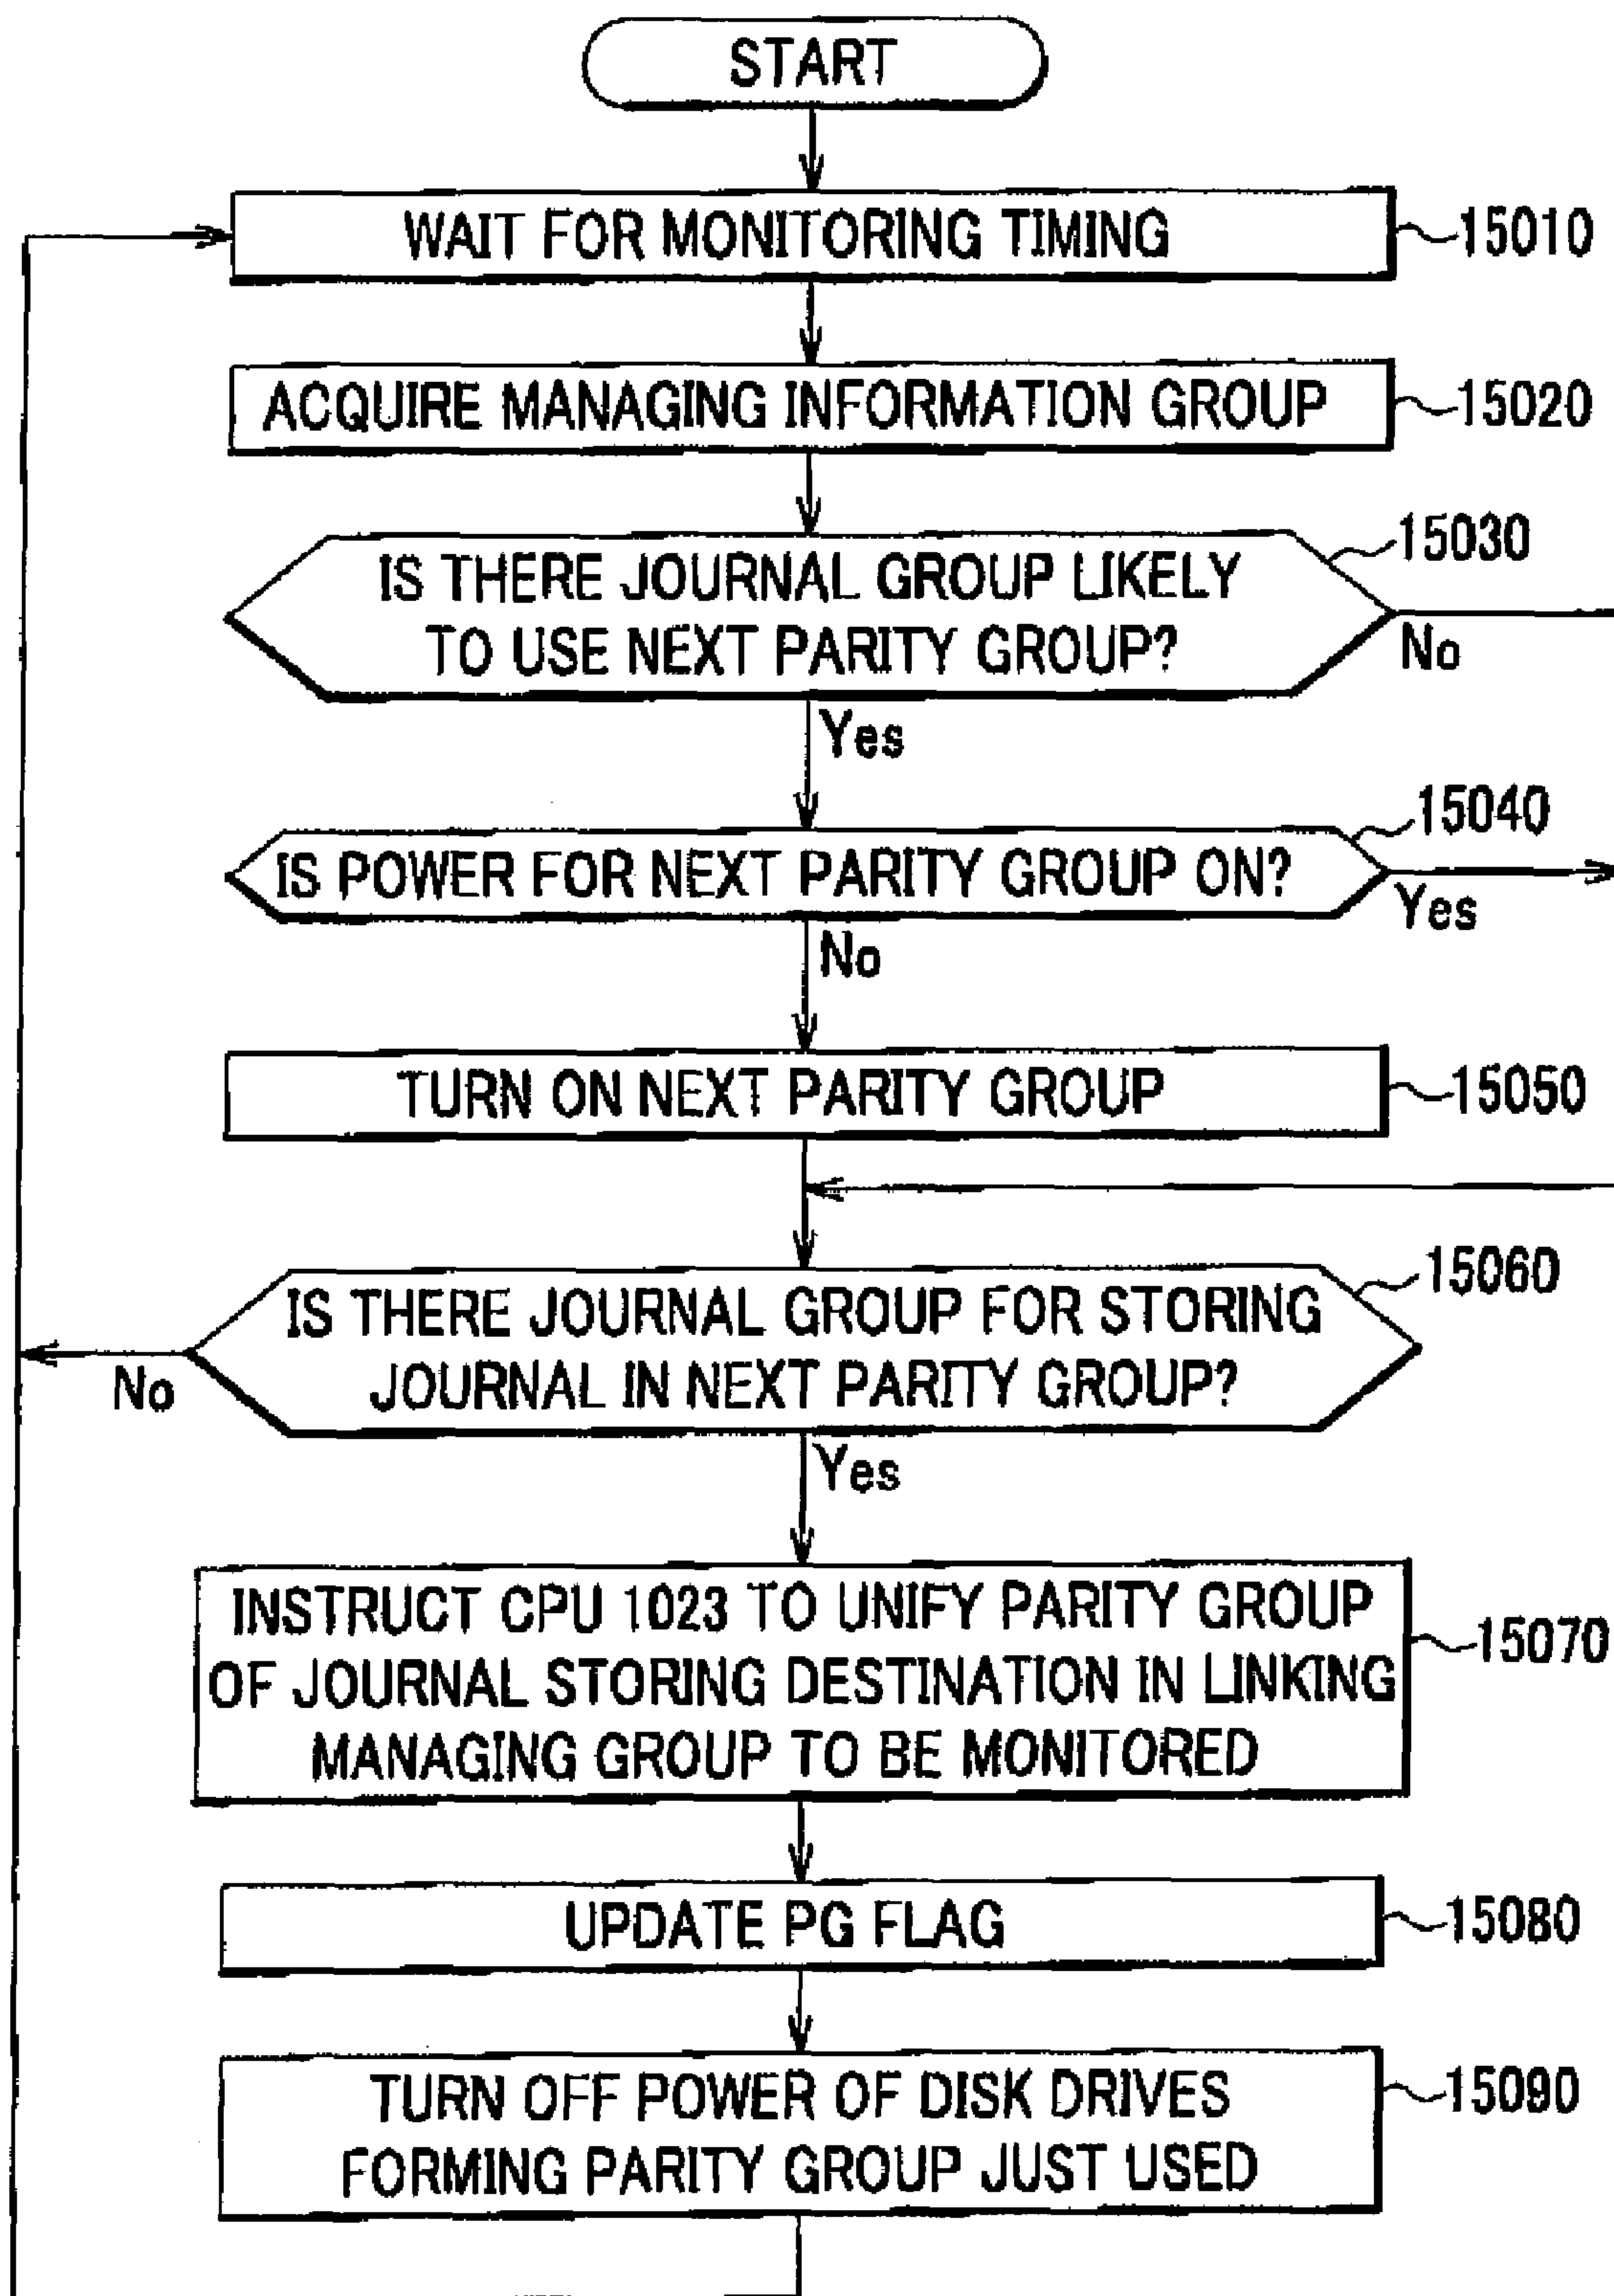 START
WAIT FOR MONITORING TIMING
15010
ACQUIRE MANAGING INFORMATION GROUP
15020
15030
IS THERE JOURNAL GROUP LIKELY
TO USE NEXT PARITY GROUP?
No
Yes
15040
IS POWER FOR NEXT PARITY GROUP ON?
Yes
No
TURN ON NEXT PARITY GROUP
15050
15060
IS THERE JOURNAL GROUP FOR STORING
JOURNAL IN NEXT PARITY GROUP?
No
Yes
INSTRUCT CPU 1023 TO UNIFY PARITY GROUP
OF JOURNAL STORING DESTINATION IN LINKING
MANAGING GROUP TO BE MONITORED
15070
UPDATE PG FLAG
15080
TURN OFF POWER OF DISK DRIVES
FORMING PARITY GROUP JUST USED
15090